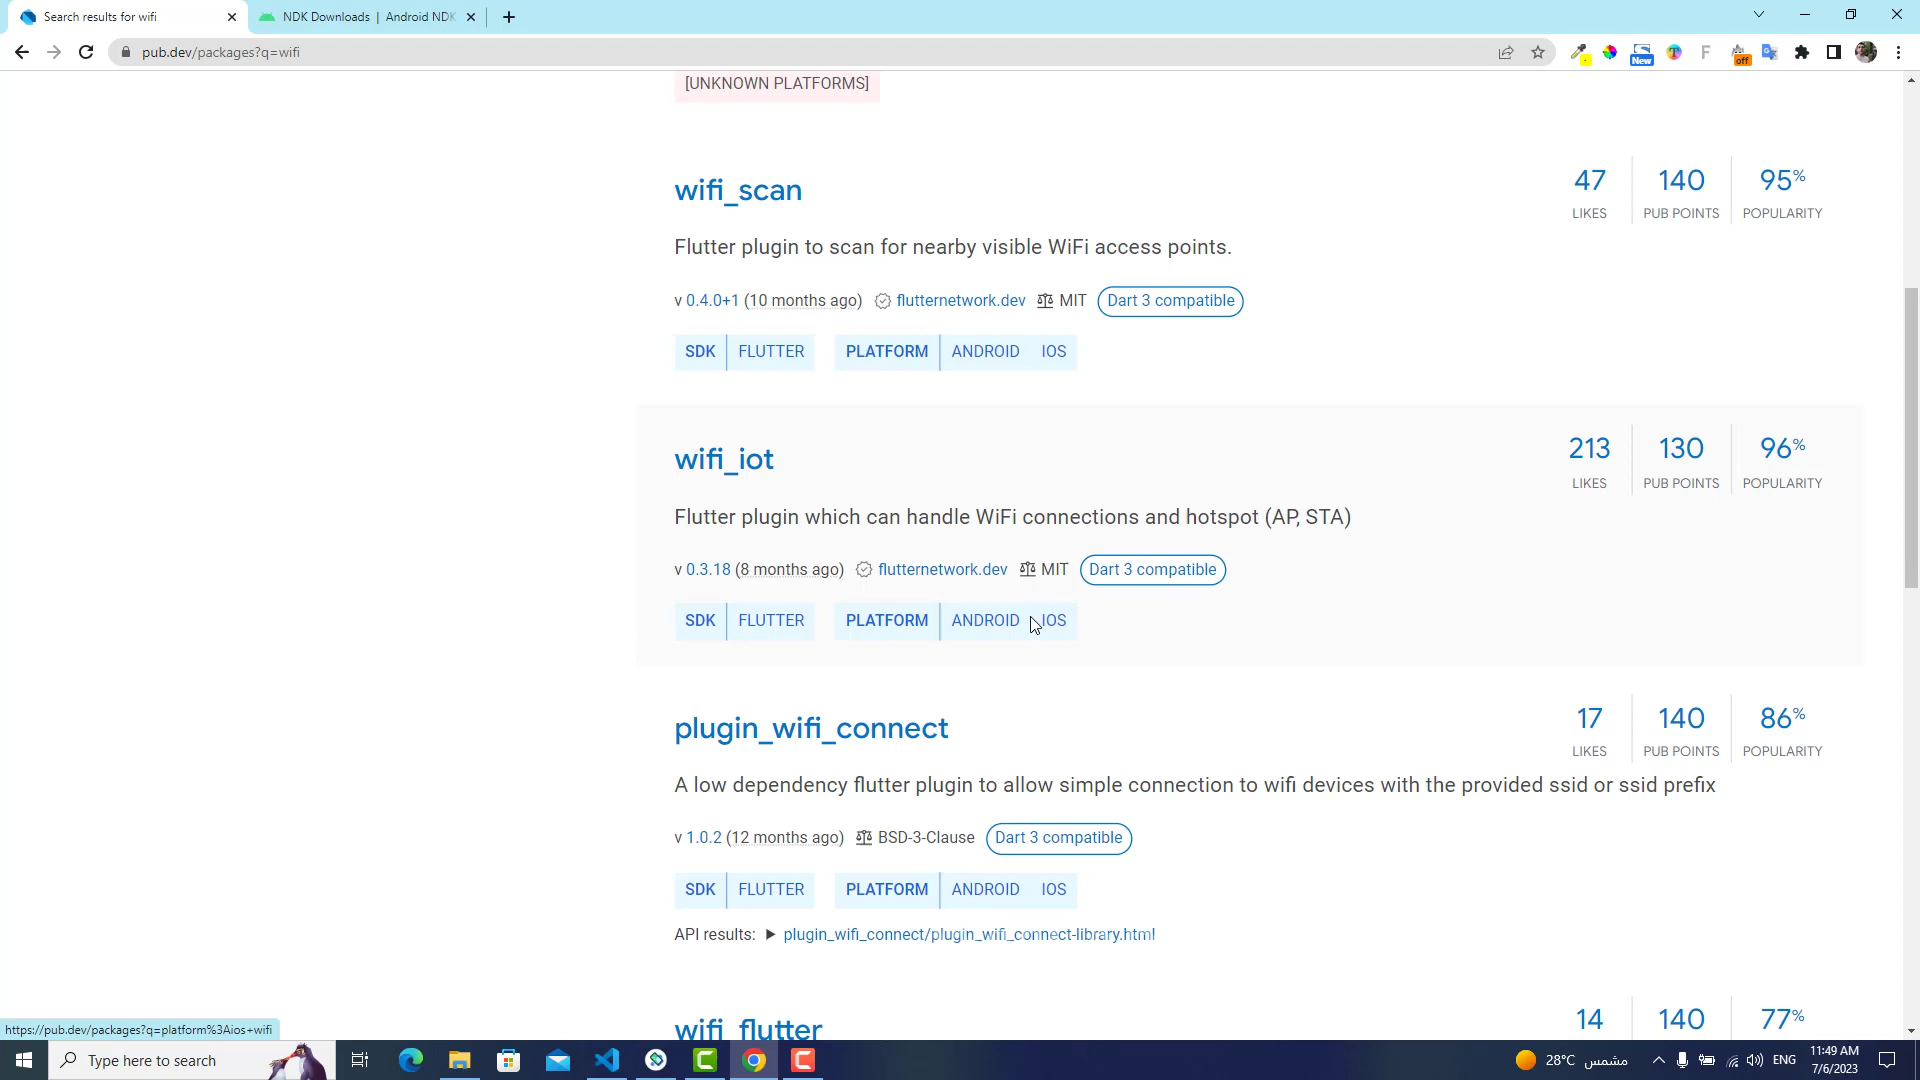 Search results for wifi
NDK Downloads | Android NDK
pub.dev/packages?q=wifi
New
F
off
[UNKNOWN PLATFORMS]
wifi_scan
47
LIKES
140
PUB POINTS
95%
POPULARITY
Flutter plugin to scan for nearby visible WiFi access points.
v 0.4.0+1 (10 months ago) flutternetwork.dev MIT Dart 3 compatible
SDK FLUTTER PLATFORM ANDROID IOS
wifi_iot
213
LIKES
130
PUB POINTS
96%
POPULARITY
Flutter plugin which can handle WiFi connections and hotspot (AP, STA)
v 0.3.18 (8 months ago) flutternetwork.dev MIT Dart 3 compatible
SDK FLUTTER PLATFORM ANDROID IOS
plugin_wifi_connect
17
LIKES
140
PUB POINTS
86%
POPULARITY
A low dependency flutter plugin to allow simple connection to wifi devices with the provided ssid or ssid prefix
v 1.0.2 (12 months ago) BSD-3-Clause Dart 3 compatible
SDK FLUTTER PLATFORM ANDROID IOS
API results: ▶ plugin_wifi_connect/plugin_wifi_connect-library.html
wifi_flutter
14
140
77%
https://pub.dev/packages?q=platform%3Aios+wifi
Type here to search
28°C مشمس
ENG
11:49 AM
7/6/2023